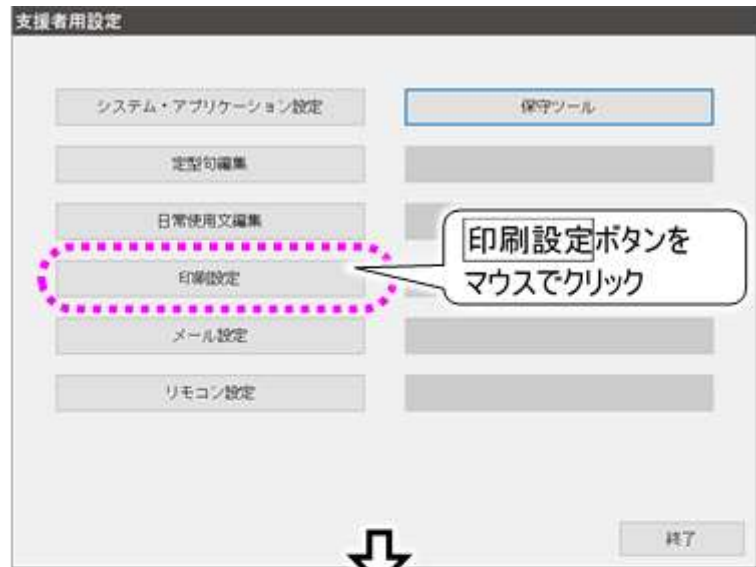 支援者用設定
システム・アプリケーション設定
保守ツール
定型句編集
日常使用文編集
印刷設定
印刷設定ボタンを
マウスでクリック
メール設定
リモコン設定
終了